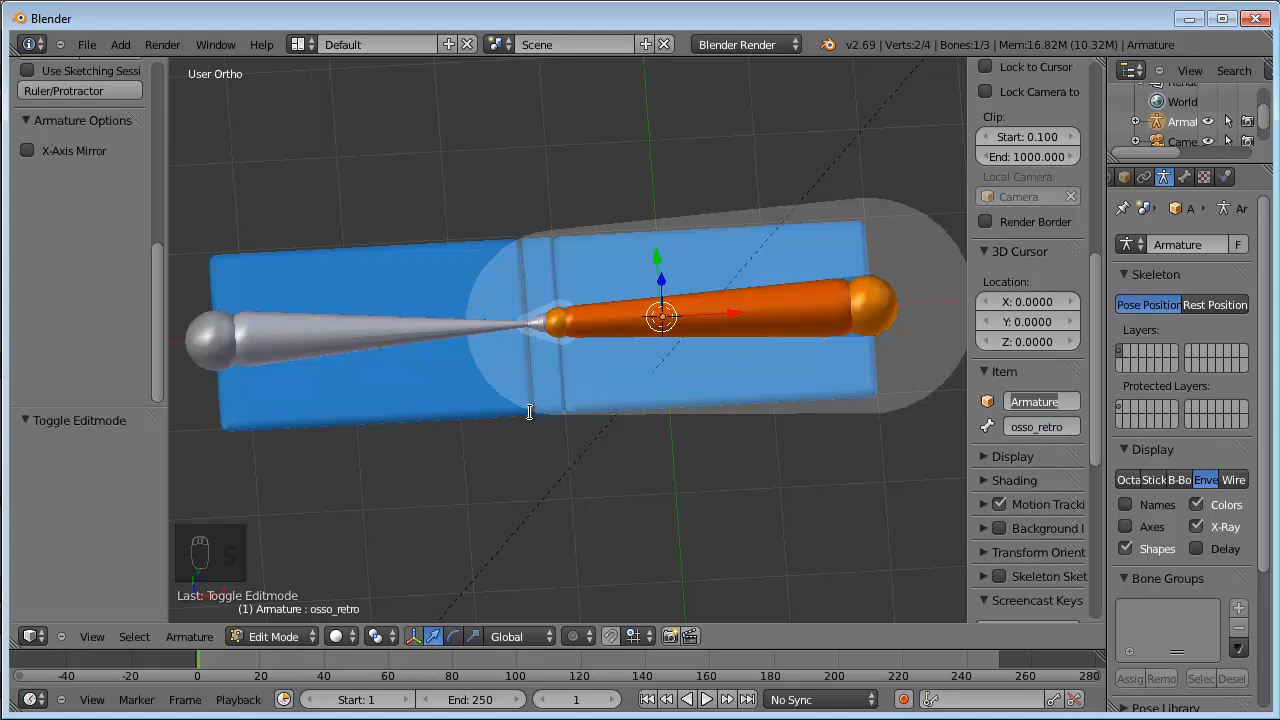 Blender
File Add Render Window Help Default Scene Blender Render v2.69 | Verts:2/4 | Bones:1/3 | Mem:16.82M (10.32M) | Armature
Use Sketching Sessi
Ruler/Protractor
Armature Options
X-Axis Mirror
Toggle Editmode
User Ortho
S
Last: Toggle Editmode
(1) Armature : osso_retro
Lock to Cursor
Lock Camera to
Clip:
Start: 0.100
End: 1000.000
Local Camera:
Camera
Render Border
3D Cursor
Location:
X: 0.0000
Y: 0.0000
Z: 0.0000
Item
Armature
osso_retro
Display
Shading
Motion Tracki
Background I
Transform Orient
Skeleton Sket
Screencast Keys
View Search
World
Armat
Came
A Ar
Armature F
Skeleton
Pose Position Rest Position
Layers:
Protected Layers:
Display
Octa Stick B-Bo Enve Wire
Names Colors
Axes X-Ray
Shapes Delay
Bone Groups
Assig Remo Selec Desel
Pose Library
View Select Armature Edit Mode Global
-40 -20 0 20 40 60 80 100 120 140 160 180 200 220 240 260 280
View Marker Frame Playback Start: 1 End: 250 1 No Sync